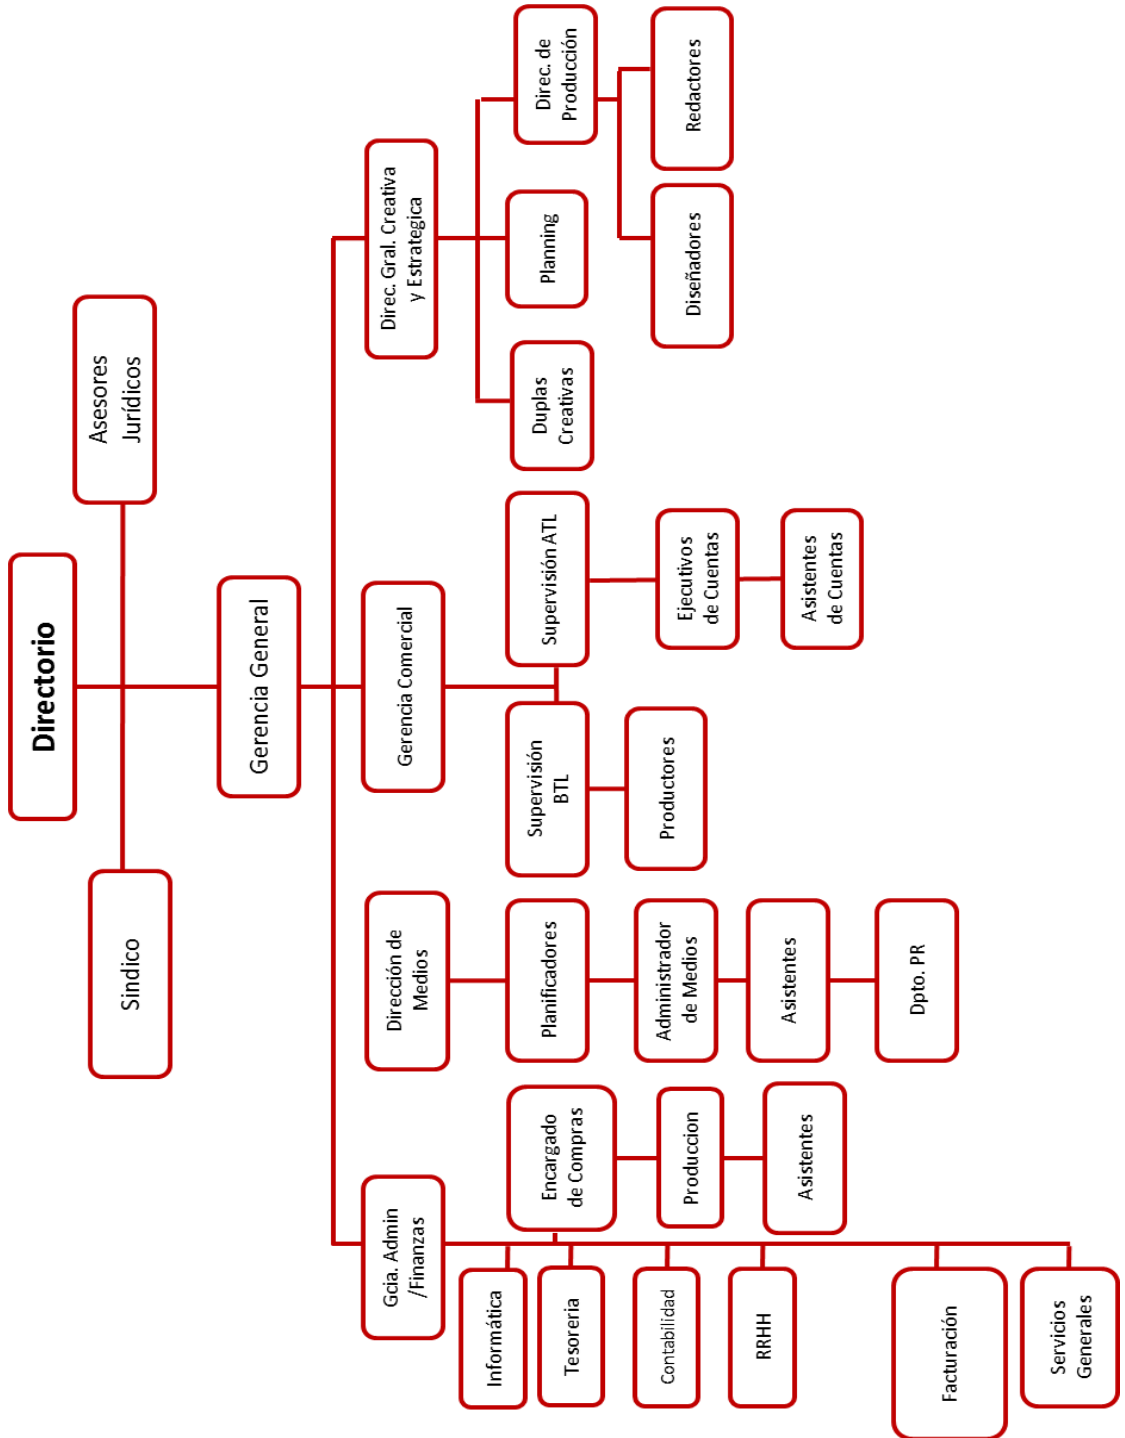 Directorio
Sindico
Asesores
Jurídicos
Gerencia General
Gcia. Admin
/Finanzas
Dirección de
Medios
Gerencia Comercial
Direc. Gral. Creativa
y Estrategica
Informática
Tesoreria
Contabilidad
RRHH
Facturación
Servicios
Generales
Encargado
de Compras
Produccion
Asistentes
Planificadores
Administrador
de Medios
Asistentes
Dpto. PR
Supervisión
BTL
Productores
Supervisión ATL
Ejecutivos
de Cuentas
Asistentes
de Cuentas
Duplas
Creativas
Planning
Direc. de
Producción
Diseñadores
Redactores